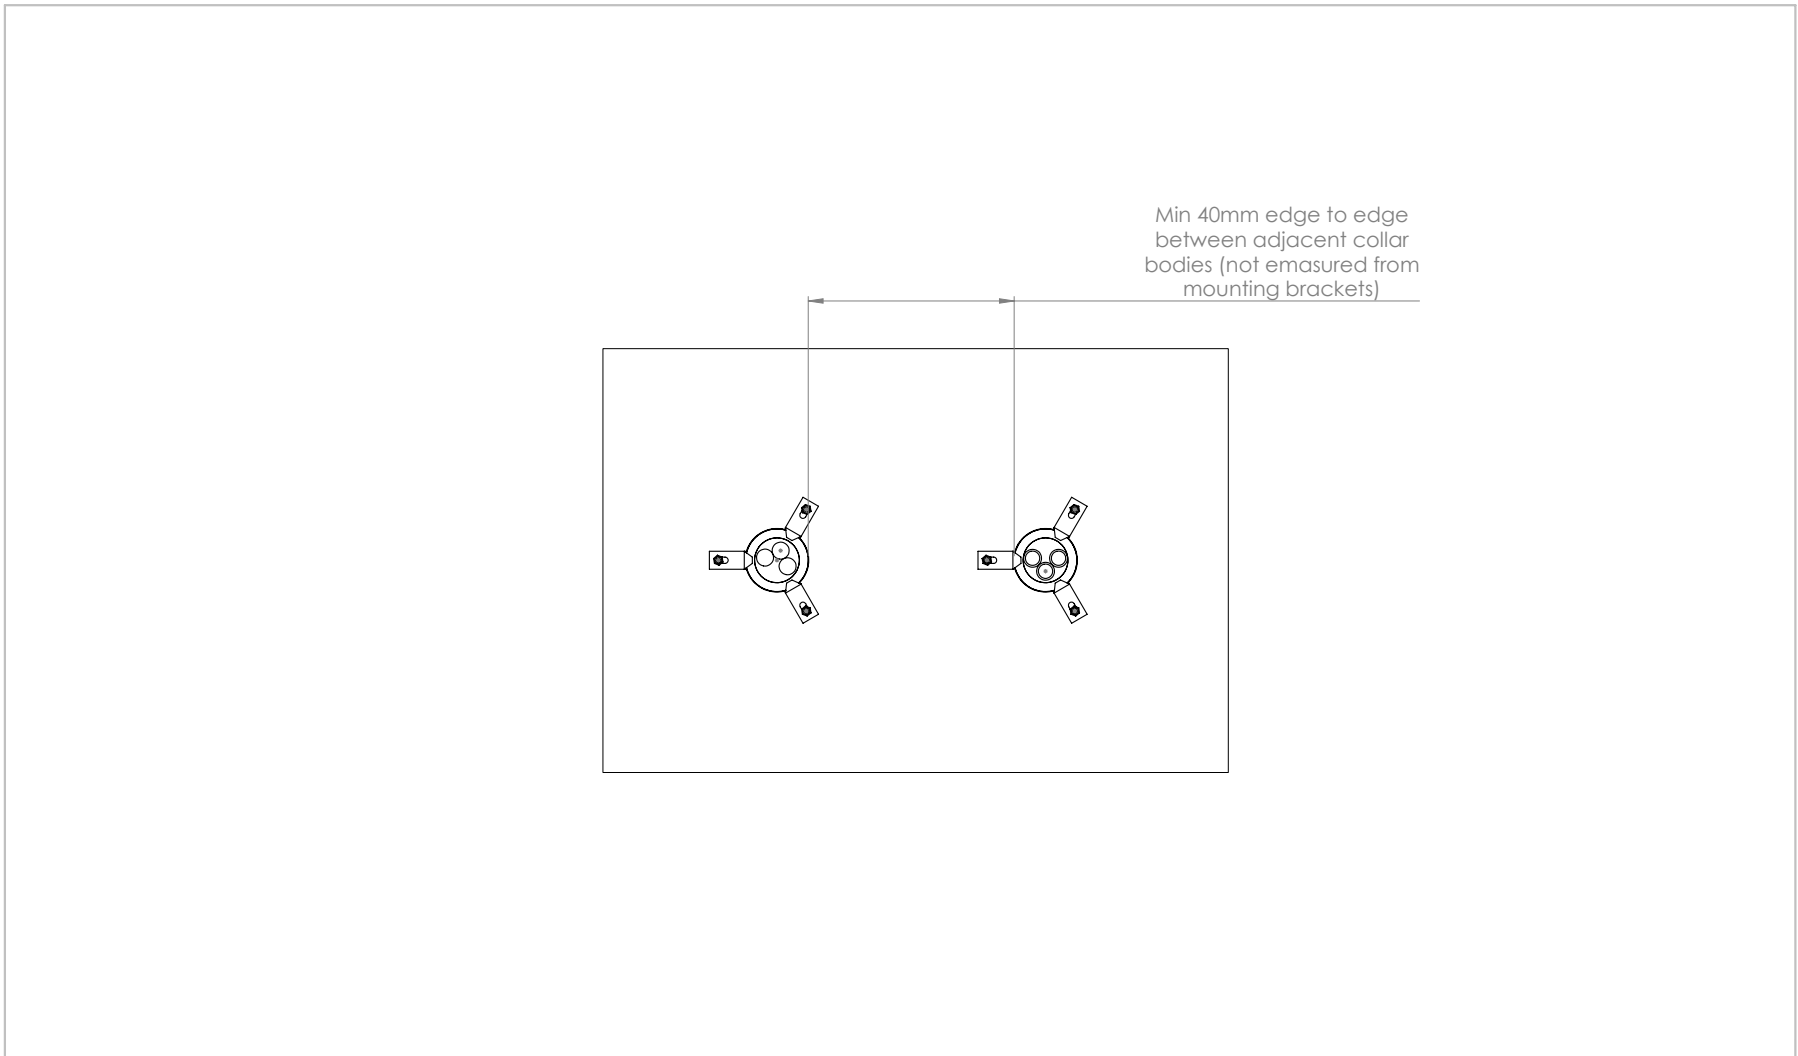 Min 40mm edge to edge
between adjacent collar
bodies (not emasured from
mounting brackets)